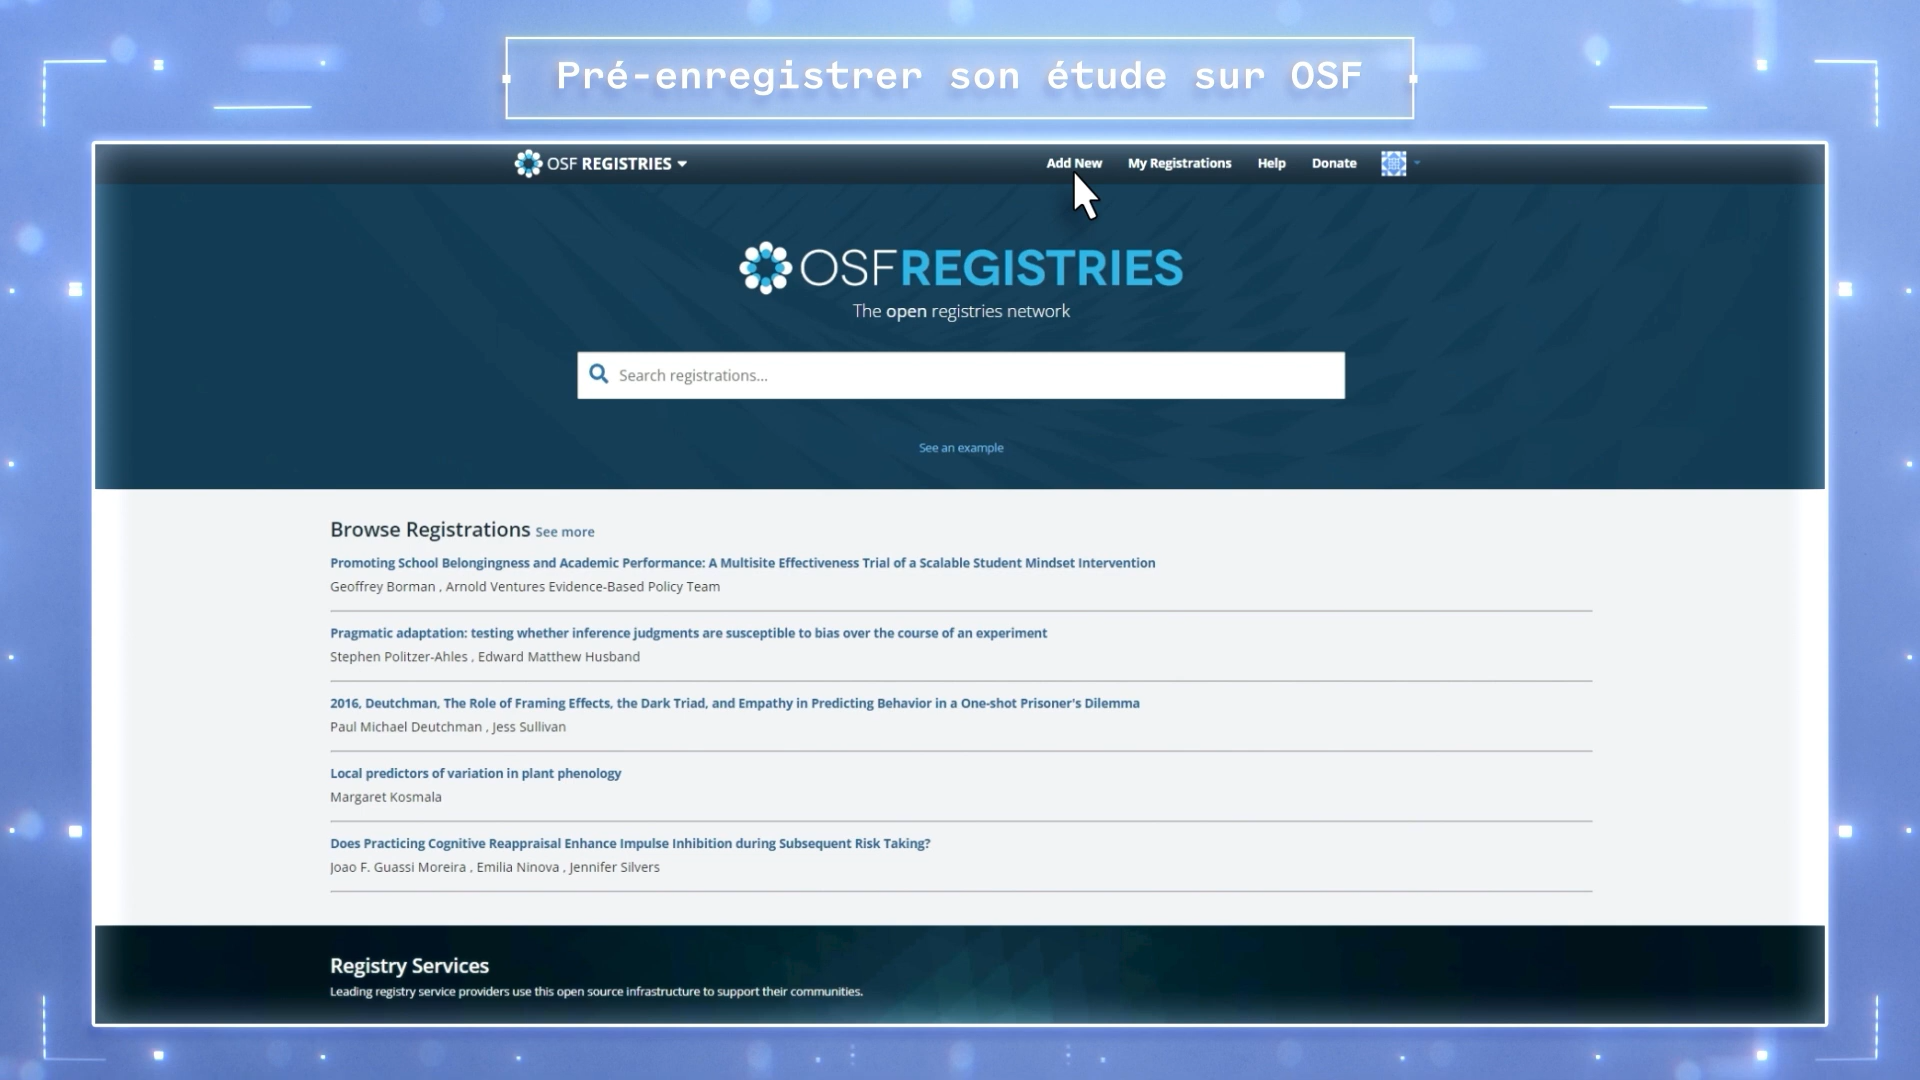 Pré-enregistrer son étude sur OSF
OSF REGISTRIES
Add New
My Registrations
Help
Donate
OSFREGISTRIES
The open registries network
Search registrations...
See an example
Browse Registrations See more
Promoting School Belongingness and Academic Performance: A Multisite Effectiveness Trial of a Scalable Student Mindset Intervention
Geoffrey Borman , Arnold Ventures Evidence-Based Policy Team
Pragmatic adaptation: testing whether inference judgments are susceptible to bias over the course of an experiment
Stephen Politzer-Ahles , Edward Matthew Husband
2016, Deutchman, The Role of Framing Effects, the Dark Triad, and Empathy in Predicting Behavior in a One-shot Prisoner's Dilemma
Paul Michael Deutchman , Jess Sullivan
Local predictors of variation in plant phenology
Margaret Kosmala
Does Practicing Cognitive Reappraisal Enhance Impulse Inhibition during Subsequent Risk Taking?
Joao F. Guassi Moreira , Emilia Ninova , Jennifer Silvers
Registry Services
Leading registry service providers use this open source infrastructure to support their communities.